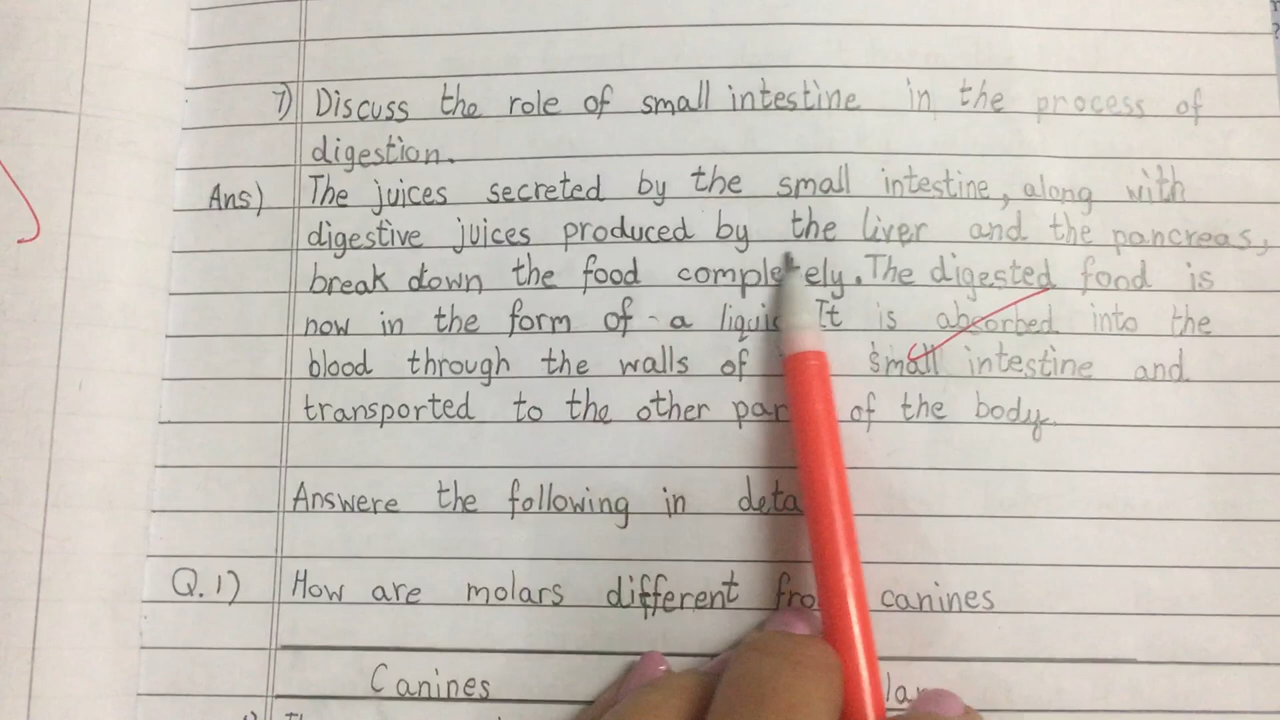 7) Discuss the role of small intestine in the process of
digestion.
Ans) The juices secreted by the small intestine, along with
digestive juices produced by the liver and the pancreas,
break down the food completely. The digested food is
now in the form of a liquid It is absorbed into the
blood through the walls of small intestine and
transported to the other par of the body.
Answere the following in deta
Q.1) How are molars different fro canines
Canines lar